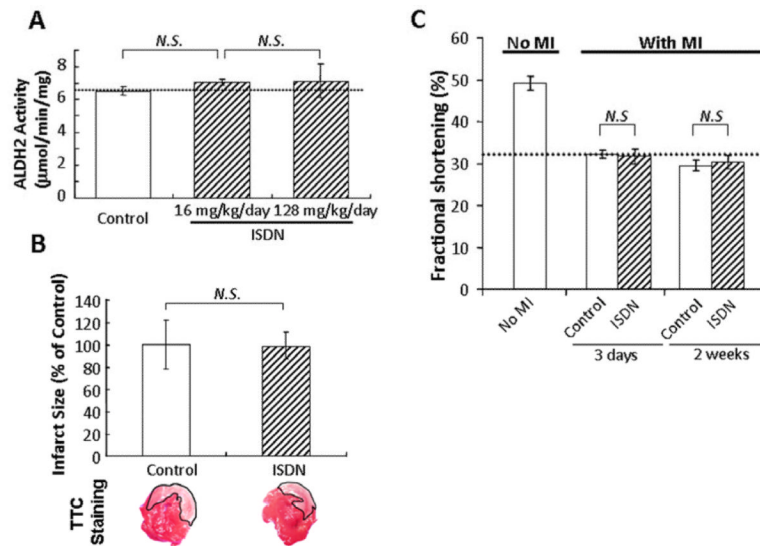 A
N.S.
N.S.
ALDH2 Activity
(µmol/min/mg)
8
6
4
2
0
Control
16 mg/kg/day
128 mg/kg/day
ISDN
B
N.S.
Infarct Size (% of Control)
140
120
100
80
60
40
20
0
Control
ISDN
TTC
Staining
C
No MI
With MI
Fractional shortening (%)
60
50
40
30
20
10
0
N.S
N.S
No MI
Control
ISDN
Control
ISDN
3 days
2 weeks